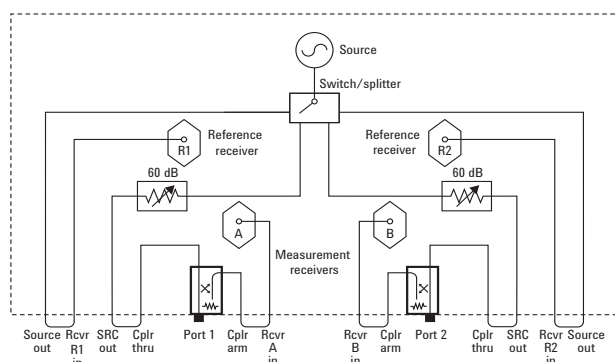 Source
Switch/splitter
Reference
receiver
R1
Reference
receiver
R2
60 dB
60 dB
A
B
Measurement
receivers
Source
out
Rcvr
R1
in
SRC
out
Cplr
thru
Port 1
Cplr
arm
Rcvr
A
in
Rcvr
B
in
Cplr
arm
Port 2
Cplr
thru
SRC
out
Rcvr
R2
in
Source
out